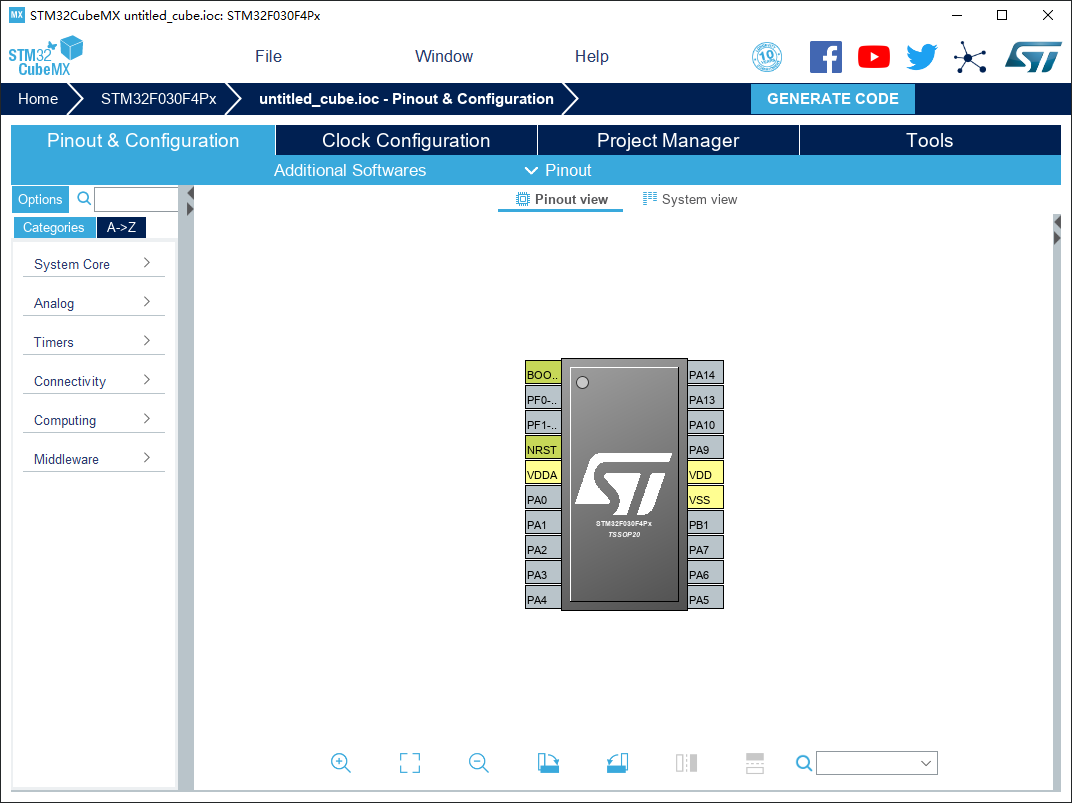 MX STM32CubeMX untitled_cube.ioc: STM32F030F4Px
STM32 CubeMX
File Window Help
10
Home STM32F030F4Px untitled_cube.ioc - Pinout & Configuration GENERATE CODE
Pinout & Configuration Clock Configuration Project Manager Tools
Additional Softwares Pinout
Options
Pinout view System view
Categories A->Z
System Core
Analog
Timers
Connectivity
Computing
Middleware
BOO.. PA14
PF0-.. PA13
PF1-.. PA10
NRST PA9
VDDA VDD
PA0 VSS
PA1 PB1
PA2 PA7
PA3 PA6
PA4 PA5
ST
STM32F030F4Px
TSSOP20